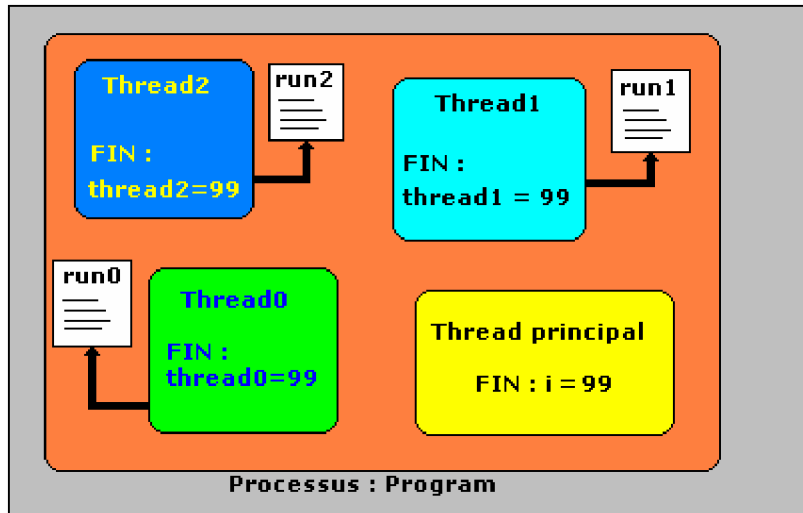 Thread2
run2
FIN :
thread2=99
Thread1
run1
FIN :
thread1 = 99
run0
Thread0
FIN :
thread0=99
Thread principal
FIN : i = 99
Processus : Program